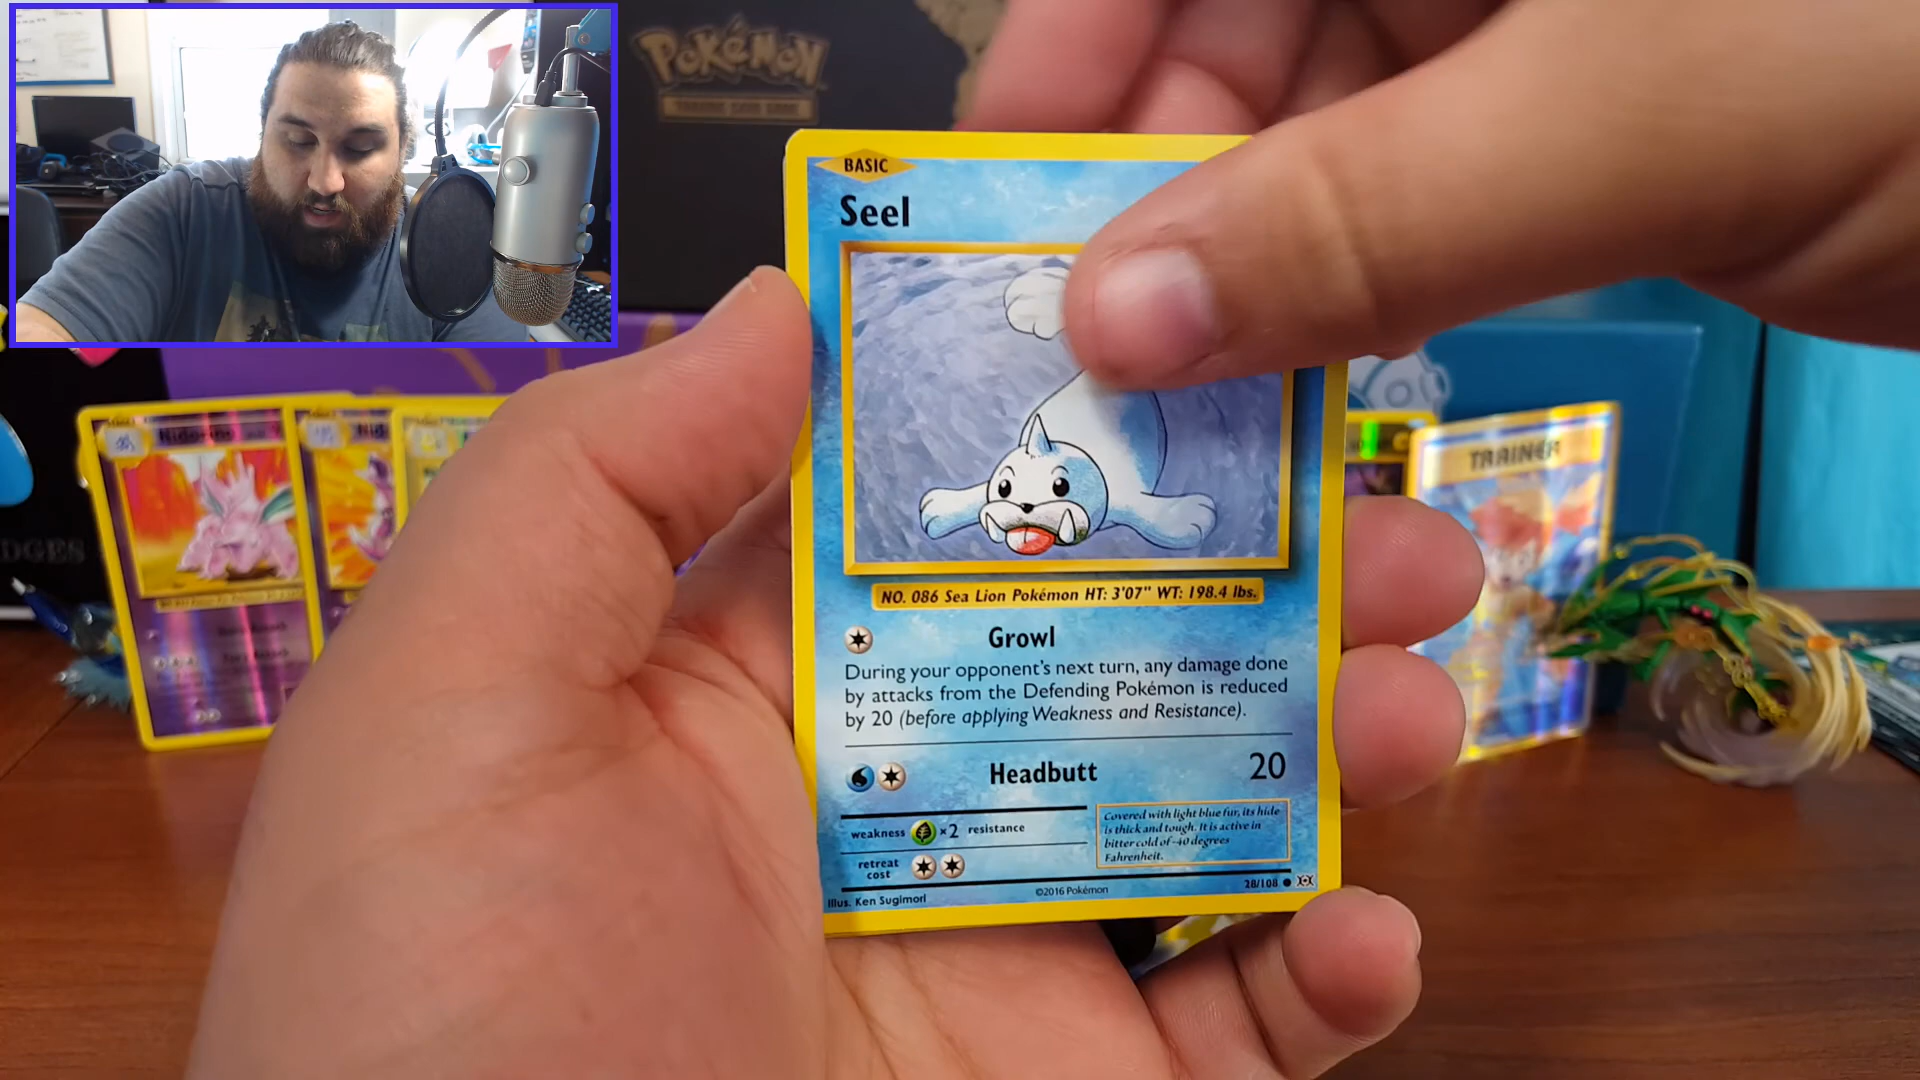 POKéMON
TRADING CARD GAME
BASIC
Seel
NO. 086 Sea Lion Pokémon HT: 3'07" WT: 198.4 lbs.
Growl
During your opponent's next turn, any damage done
by attacks from the Defending Pokémon is reduced
by 20 (before applying Weakness and Resistance).
Headbutt 20
weakness ×2 resistance
retreat
cost
Covered with light blue fur, its hide
is thick and tough. It is active in
bitter cold of -40 degrees
Fahrenheit.
Illus. Ken Sugimori
©2016 Pokémon
28/108
Nidorino
Nid
TRAINER
DGES